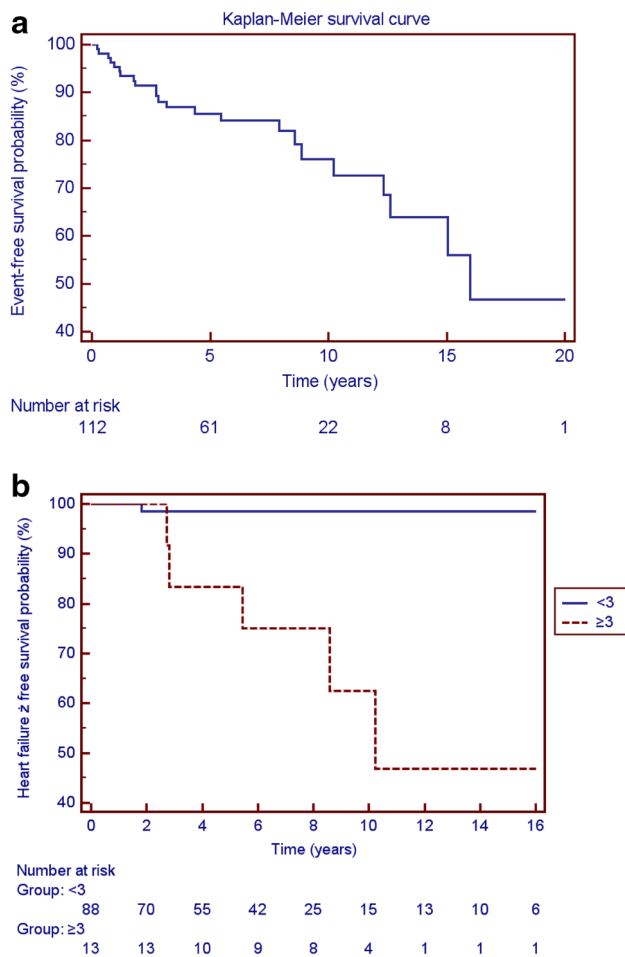 a
Kaplan-Meier survival curve
Event-free survival probability (%)
100
90
80
70
60
50
40
0 5 10 15 20
Time (years)
Number at risk
112 61 22 8 1
b
Heart failure ż free survival probability (%)
100
90
80
70
60
50
40
0 2 4 6 8 10 12 14 16
Time (years)
<3
≥3
Number at risk
Group: <3
88 70 55 42 25 15 13 10 6
Group: ≥3
13 13 10 9 8 4 1 1 1